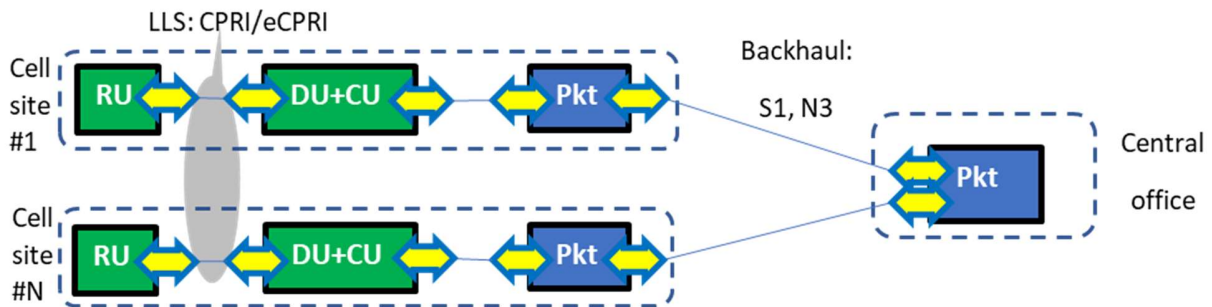 LLS: CPRI/eCPRI
Cell
site
#1
RU
DU+CU
Pkt
Backhaul:
S1, N3
Pkt
Central
office
Cell
site
#N
RU
DU+CU
Pkt